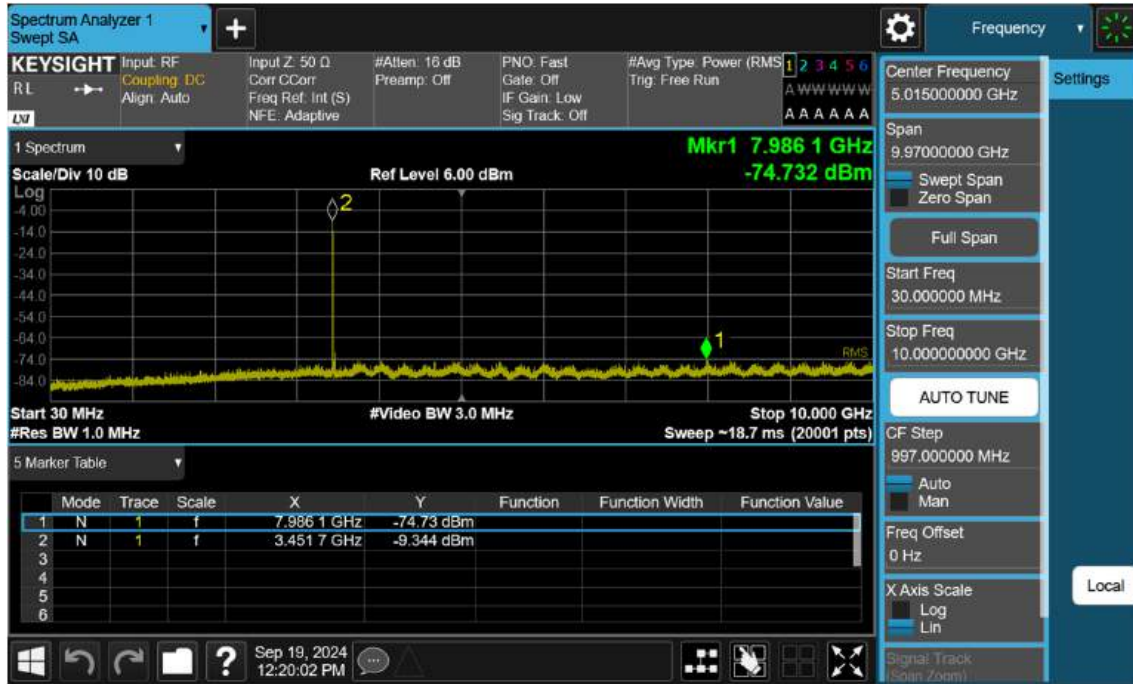 Spectrum Analyzer 1
Swept SA
+
Frequency
KEYSIGHT
R L
LXI
Input: RF
Coupling: DC
Align: Auto
Input Z: 50 Ω
Corr CCorr
Freq Ref: Int (S)
NFE: Adaptive
#Atten: 16 dB
Preamp: Off
PNO: Fast
Gate: Off
IF Gain: Low
Sig Track: Off
#Avg Type: Power (RMS
Trig: Free Run
1 2 3 4 5 6
A W W W W W
A A A A A A
1 Spectrum
Mkr1 7.986 1 GHz
-74.732 dBm
Scale/Div 10 dB
Ref Level 6.00 dBm
Log
-4.00
-14.0
-24.0
-34.0
-44.0
-54.0
-64.0
-74.0
-84.0
2
1
RMS
Start 30 MHz
#Video BW 3.0 MHz
Stop 10.000 GHz
#Res BW 1.0 MHz
Sweep ~18.7 ms (20001 pts)
5 Marker Table
Mode Trace Scale X Y Function Function Width Function Value
1 N 1 f 7.986 1 GHz -74.73 dBm
2 N 1 f 3.451 7 GHz -9.344 dBm
3
4
5
6
Center Frequency
5.015000000 GHz
Span
9.97000000 GHz
Swept Span
Zero Span
Full Span
Start Freq
30.000000 MHz
Stop Freq
10.000000000 GHz
AUTO TUNE
CF Step
997.000000 MHz
Auto
Man
Freq Offset
0 Hz
X Axis Scale
Log
Lin
Signal Track
(Span Zoom)
Settings
Local
?
Sep 19, 2024
12:20:02 PM